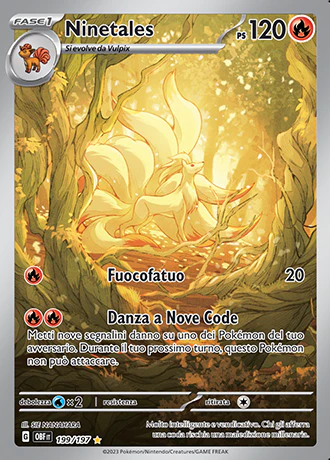 FASE 1
Ninetales
PS 120
Si evolve da Vulpix
Fuocofatuo 20
Danza a Nove Code
Metti nove segnalini danno su uno dei Pokémon del tuo
avversario. Durante il tuo prossimo turno, questo Pokémon
non può attaccare.
debolezza ×2 resistenza ritirata
Ill. SIE NANAHARA
G OBF IT 199/197
Molto intelligente e vendicativo. Chi gli afferra
una coda rischia una maledizione millenaria.
©2023 Pokémon/Nintendo/Creatures/GAME FREAK